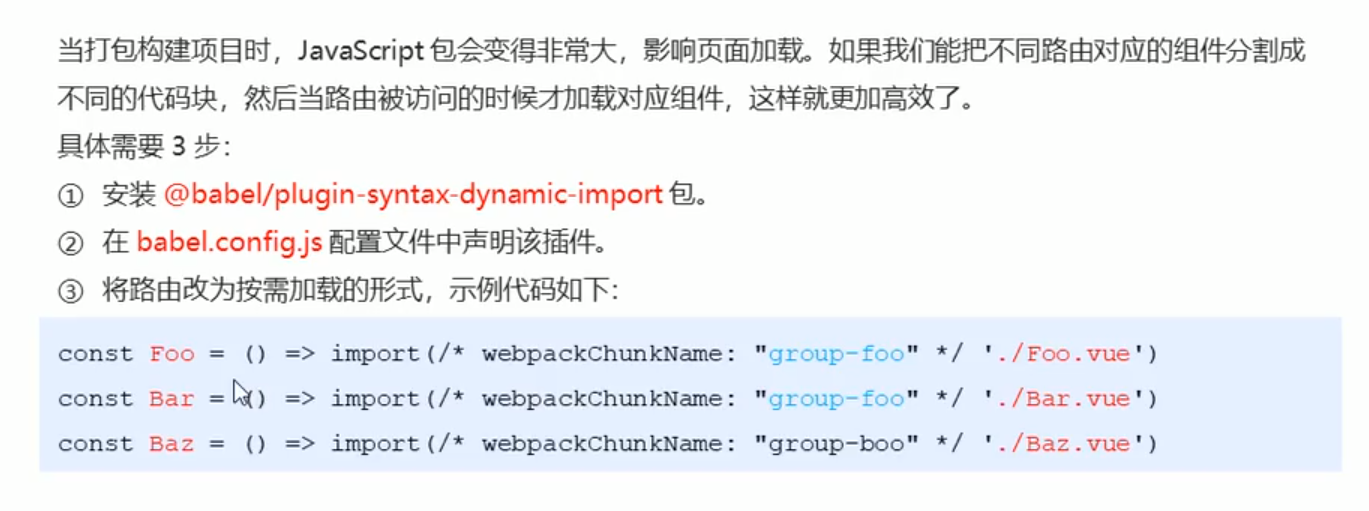 当打包构建项目时，JavaScript 包会变得非常大，影响页面加载。如果我们能把不同路由对应的组件分割成
不同的代码块，然后当路由被访问的时候才加载对应组件，这样就更加高效了。
具体需要 3 步：
① 安装 @babel/plugin-syntax-dynamic-import 包。
② 在 babel.config.js 配置文件中声明该插件。
③ 将路由改为按需加载的形式，示例代码如下：
const Foo = () => import(/* webpackChunkName: "group-foo" */ './Foo.vue')
const Bar = () => import(/* webpackChunkName: "group-foo" */ './Bar.vue')
const Baz = () => import(/* webpackChunkName: "group-boo" */ './Baz.vue')